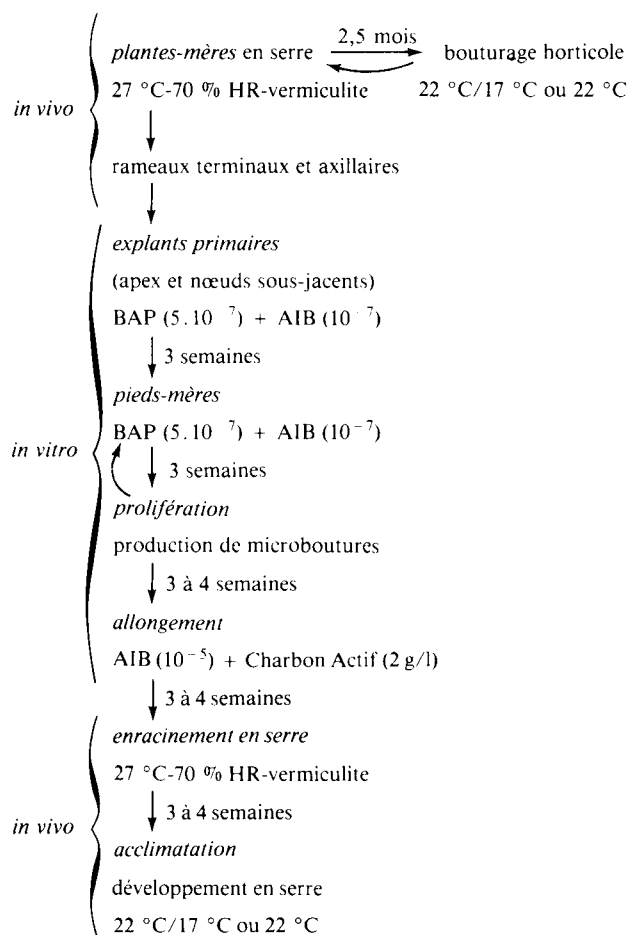 2,5 mois
plantes-mères en serre bouturage horticole
27 °C-70 % HR-vermiculite 22 °C/17 °C ou 22 °C
in vivo
rameaux terminaux et axillaires
explants primaires
(apex et nœuds sous-jacents)
BAP (5.10⁻⁷) + AIB (10⁻⁷)
3 semaines
pieds-mères
in vitro BAP (5.10⁻⁷) + AIB (10⁻⁷)
3 semaines
prolifération
production de microboutures
3 à 4 semaines
allongement
AIB (10⁻⁵) + Charbon Actif (2 g/l)
3 à 4 semaines
enracinement en serre
27 °C-70 % HR-vermiculite
in vivo 3 à 4 semaines
acclimatation
développement en serre
22 °C/17 °C ou 22 °C